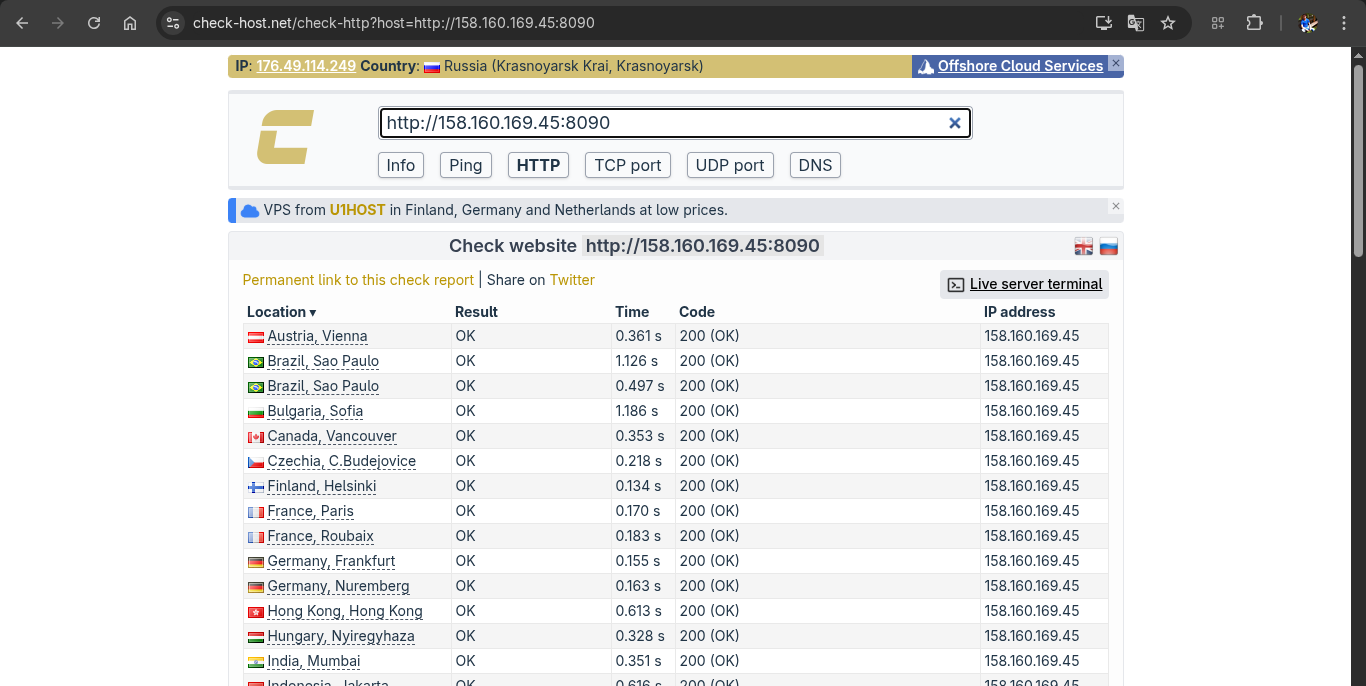 check-host.net/check-http?host=http://158.160.169.45:8090
IP: 176.49.114.249 Country: Russia (Krasnoyarsk Krai, Krasnoyarsk)
Offshore Cloud Services
http://158.160.169.45:8090
Info Ping HTTP TCP port UDP port DNS
VPS from U1HOST in Finland, Germany and Netherlands at low prices.
Check website http://158.160.169.45:8090
Permanent link to this check report | Share on Twitter
Live server terminal
Location ▾ Result Time Code IP address
Austria, Vienna OK 0.361 s 200 (OK) 158.160.169.45
Brazil, Sao Paulo OK 1.126 s 200 (OK) 158.160.169.45
Brazil, Sao Paulo OK 0.497 s 200 (OK) 158.160.169.45
Bulgaria, Sofia OK 1.186 s 200 (OK) 158.160.169.45
Canada, Vancouver OK 0.353 s 200 (OK) 158.160.169.45
Czechia, C.Budejovice OK 0.218 s 200 (OK) 158.160.169.45
Finland, Helsinki OK 0.134 s 200 (OK) 158.160.169.45
France, Paris OK 0.170 s 200 (OK) 158.160.169.45
France, Roubaix OK 0.183 s 200 (OK) 158.160.169.45
Germany, Frankfurt OK 0.155 s 200 (OK) 158.160.169.45
Germany, Nuremberg OK 0.163 s 200 (OK) 158.160.169.45
Hong Kong, Hong Kong OK 0.613 s 200 (OK) 158.160.169.45
Hungary, Nyiregyhaza OK 0.328 s 200 (OK) 158.160.169.45
India, Mumbai OK 0.351 s 200 (OK) 158.160.169.45
Indonesia, Jakarta OK 0.616 s 200 (OK) 158.160.169.45